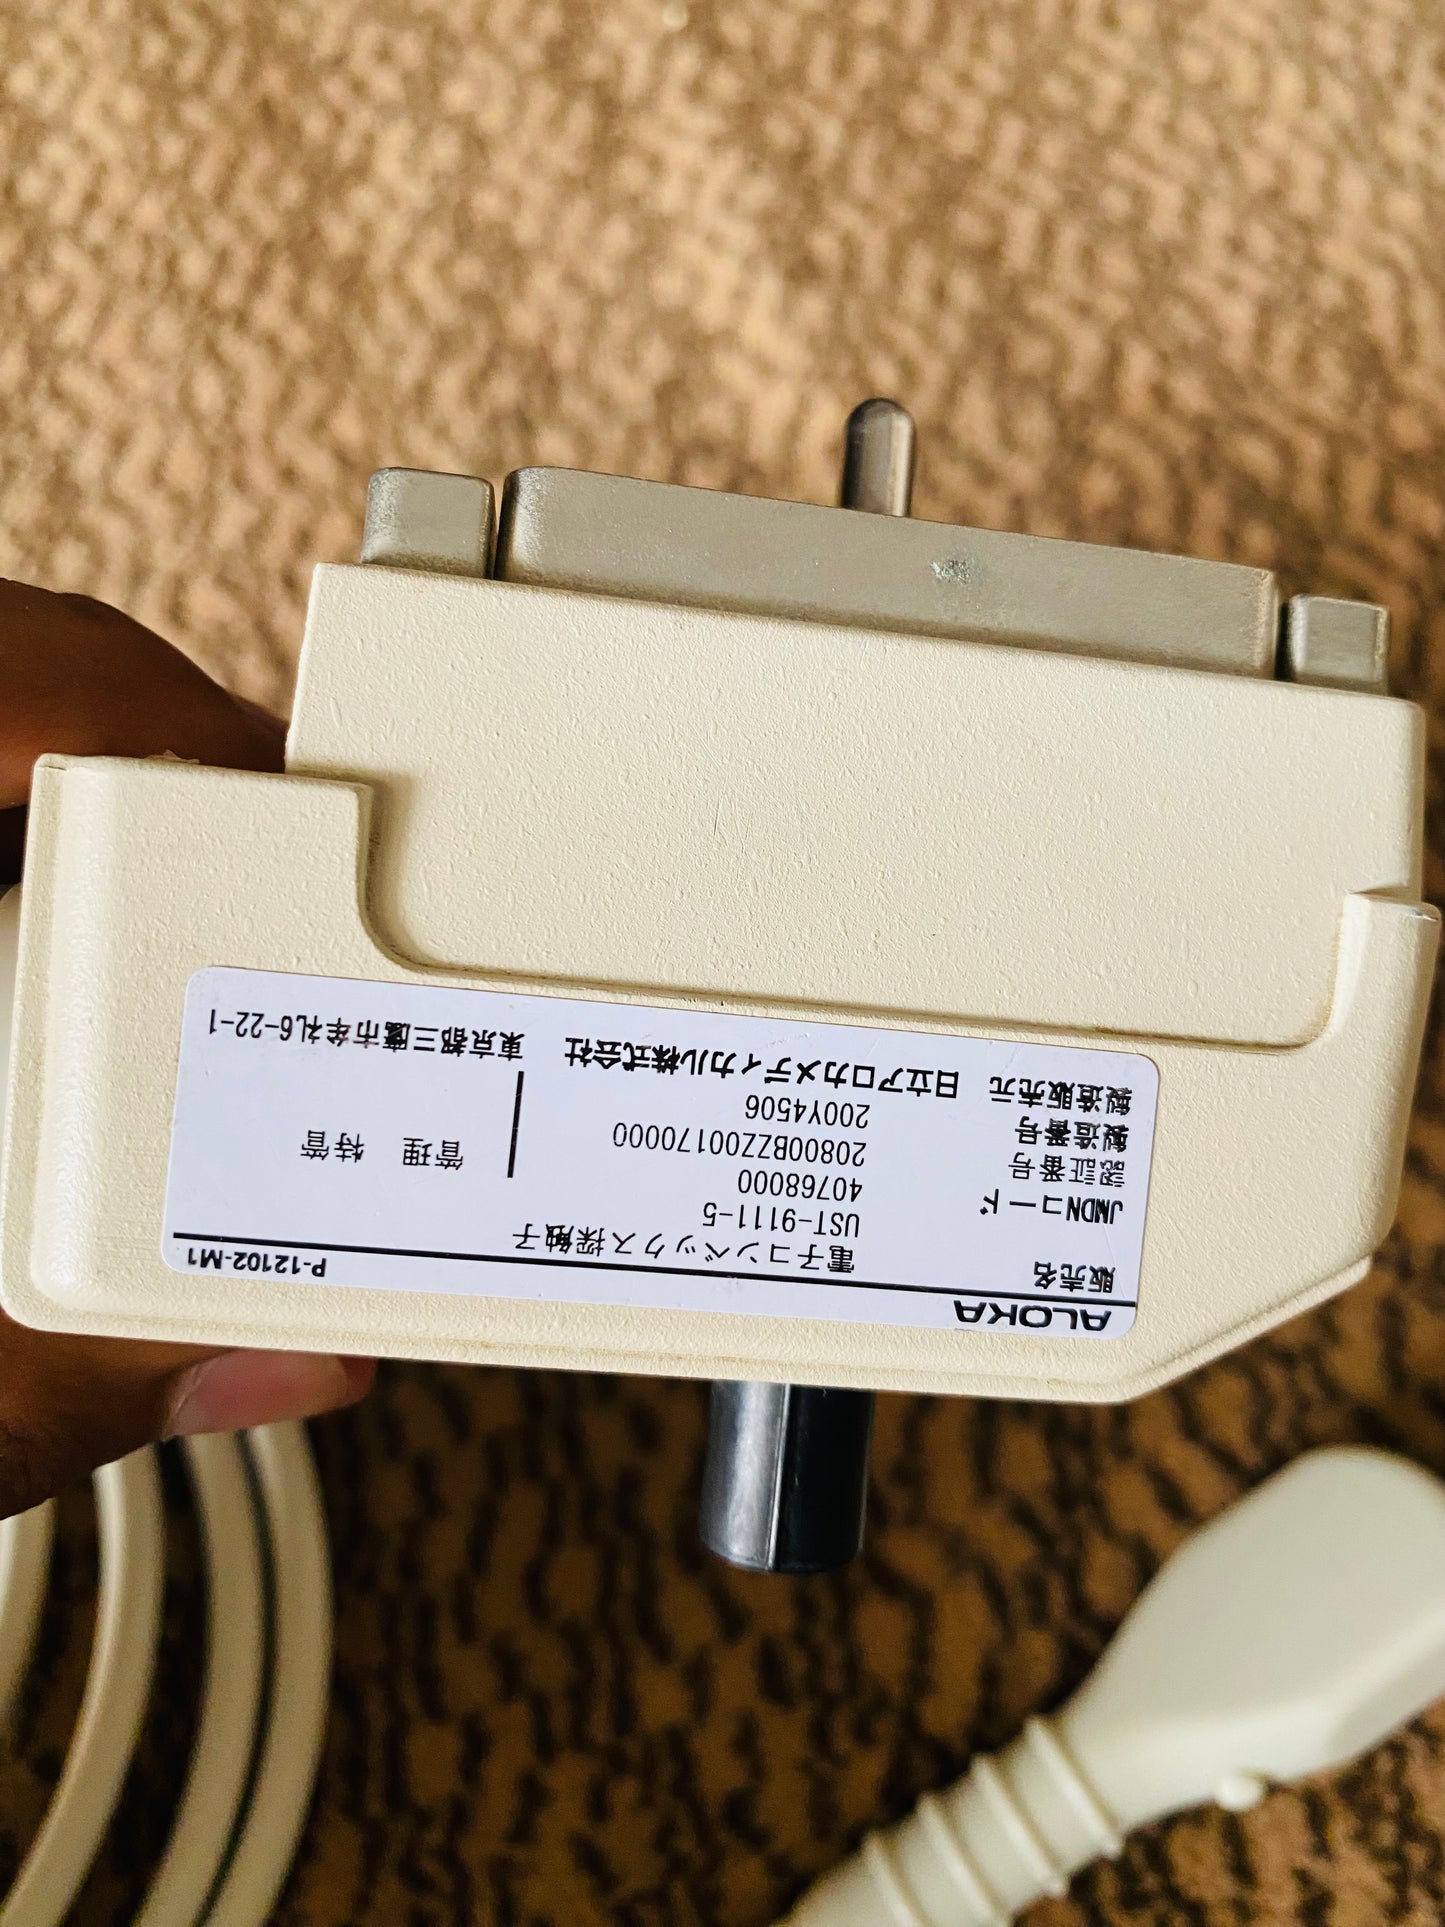 ALOKA
P-12102-M1
販売名 電子コンベックス探触子
UST-9111-5
JMDNコード 40768000
認証番号 20800BZZ00170000
製造番号 200Y4506
管理 特管
製造販売元 日立アロカメディカル株式会社 東京都三鷹市牟礼6-22-1